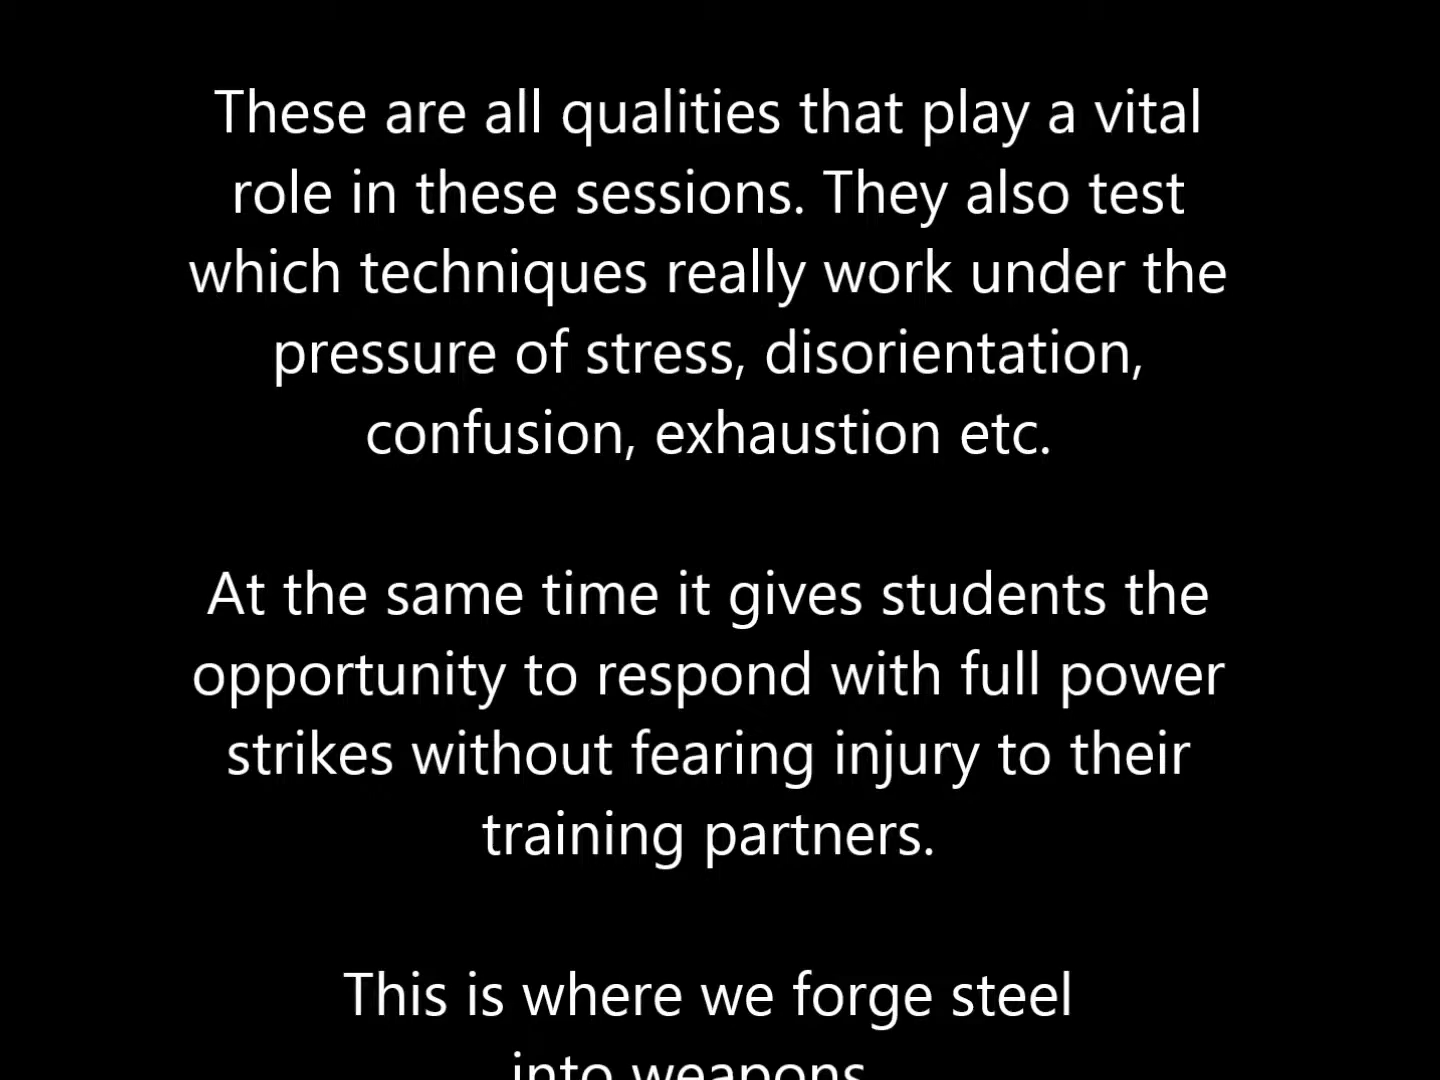 These are all qualities that play a vital
role in these sessions. They also test
which techniques really work under the
pressure of stress, disorientation,
confusion, exhaustion etc.
At the same time it gives students the
opportunity to respond with full power
strikes without fearing injury to their
training partners.
This is where we forge steel
into weapons